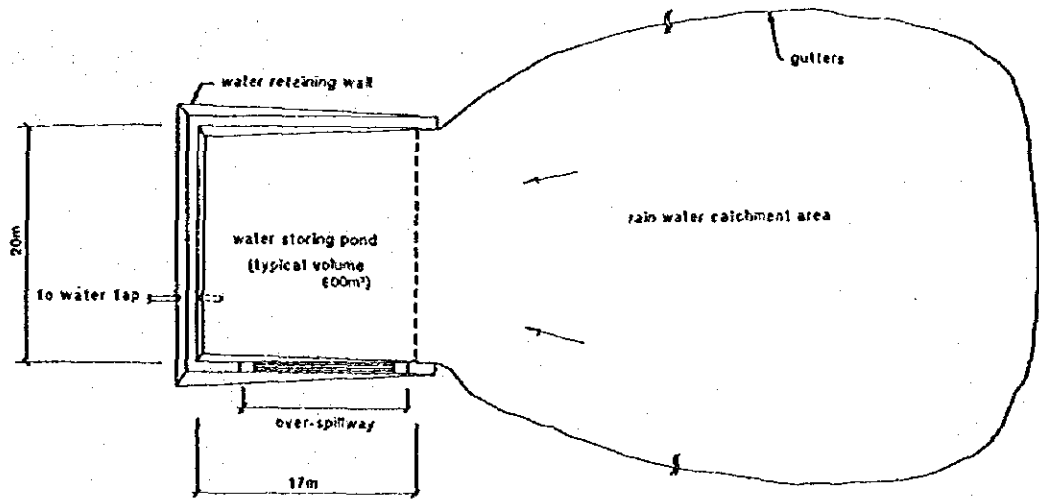 gutters
water retaining wall
20m
rain water catchment area
water storing pond
(typical volume
to water tap
over-spillway
17m